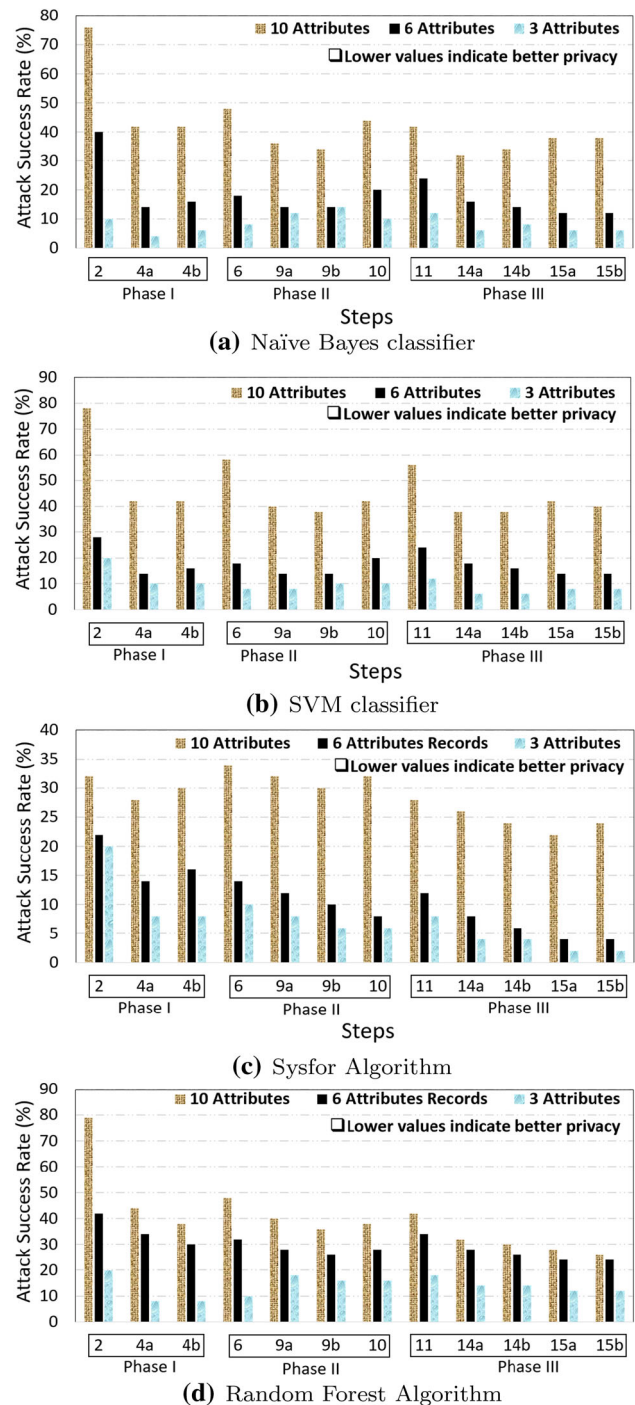 10 Attributes 6 Attributes 3 Attributes
❑Lower values indicate better privacy
Attack Success Rate (%)
80
70
60
50
40
30
20
10
0
2 4a 4b 6 9a 9b 10 11 14a 14b 15a 15b
Phase I Phase II Phase III
Steps
(a) Naïve Bayes classifier
10 Attributes 6 Attributes 3 Attributes
❑Lower values indicate better privacy
Attack Success Rate (%)
90
80
70
60
50
40
30
20
10
0
2 4a 4b 6 9a 9b 10 11 14a 14b 15a 15b
Phase I Phase II Phase III
Steps
(b) SVM classifier
10 Attributes 6 Attributes Records 3 Attributes
❑Lower values indicate better privacy
Attack Success Rate (%)
40
35
30
25
20
15
10
5
0
2 4a 4b 6 9a 9b 10 11 14a 14b 15a 15b
Phase I Phase II Phase III
Steps
(c) Sysfor Algorithm
10 Attributes 6 Attributes Records 3 Attributes
❑Lower values indicate better privacy
Attack Success Rate (%)
90
80
70
60
50
40
30
20
10
0
2 4a 4b 6 9a 9b 10 11 14a 14b 15a 15b
Phase I Phase II Phase III
(d) Random Forest Algorithm